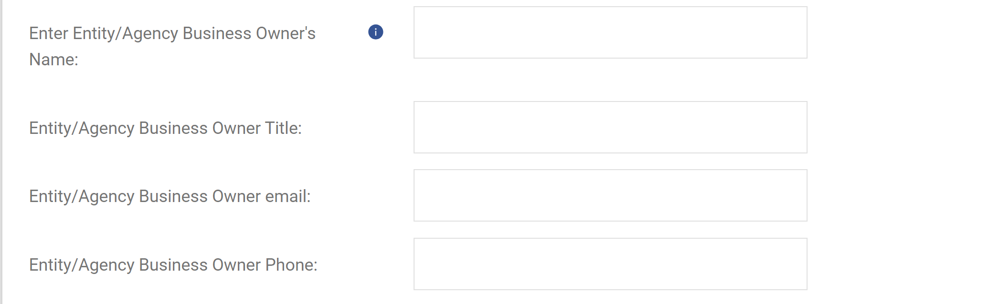 Enter Entity/Agency Business Owner's
Name:
Entity/Agency Business Owner Title:
Entity/Agency Business Owner email:
Entity/Agency Business Owner Phone: